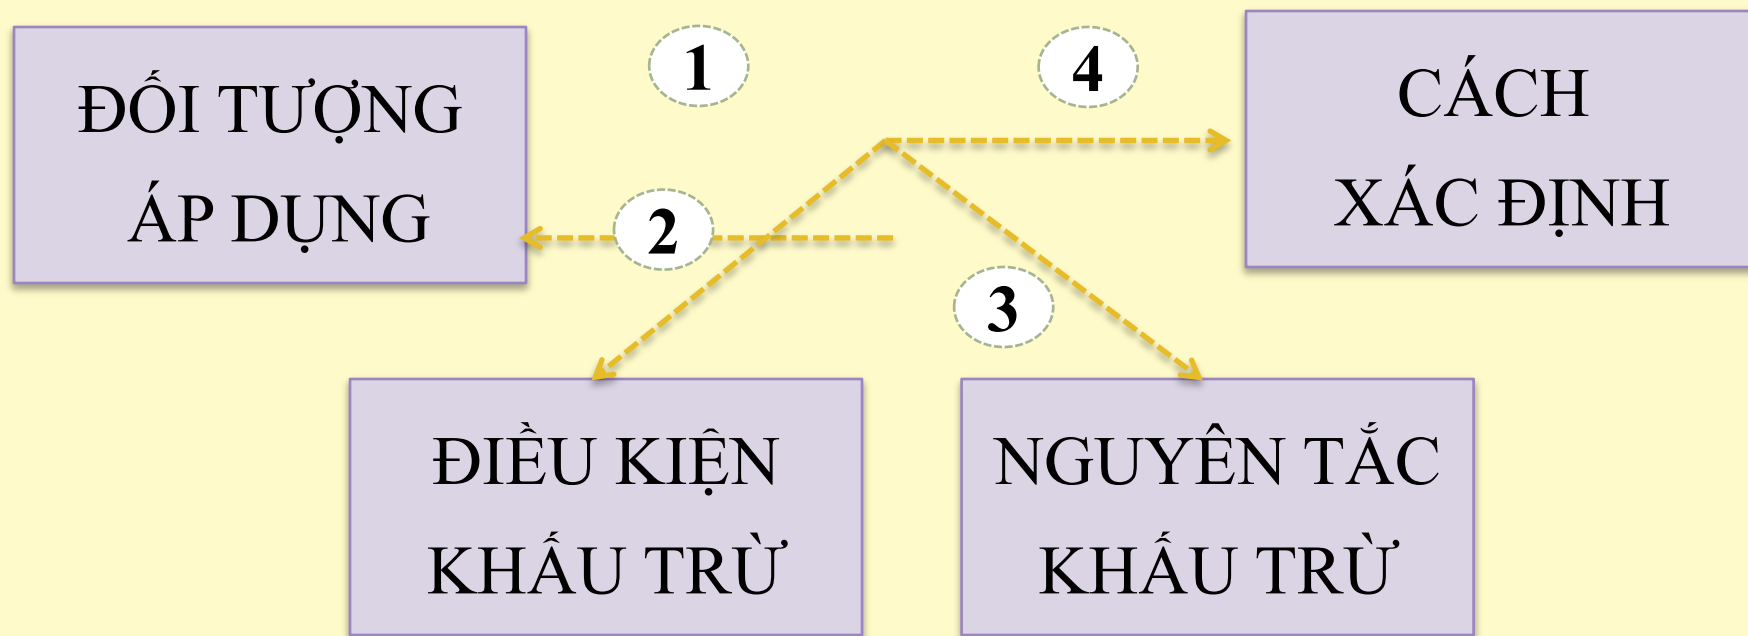 1
ĐỐI TƯỢNG
ÁP DỤNG
2
ĐIỀU KIỆN
KHẤU TRỪ
3
NGUYÊN TẮC
KHẤU TRỪ
4
CÁCH
XÁC ĐỊNH